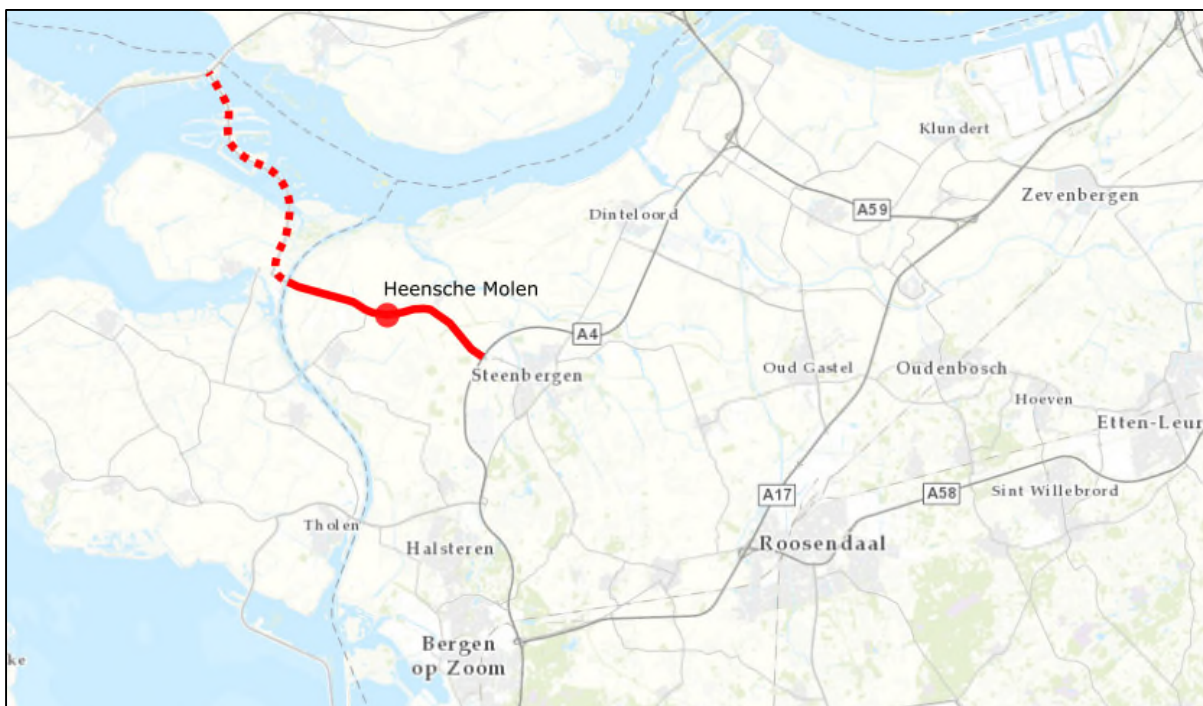 Klundert
Zevenbergen
A59
Dinteloord
Heensche Molen
A4
Steenbergen
Oud Gastel
Oudenbosch
Hoeven
Etten-Leur
A17
A58
Sint Willebrord
Tholen
Halsteren
Roosendaal
Bergen
op Zoom
ke